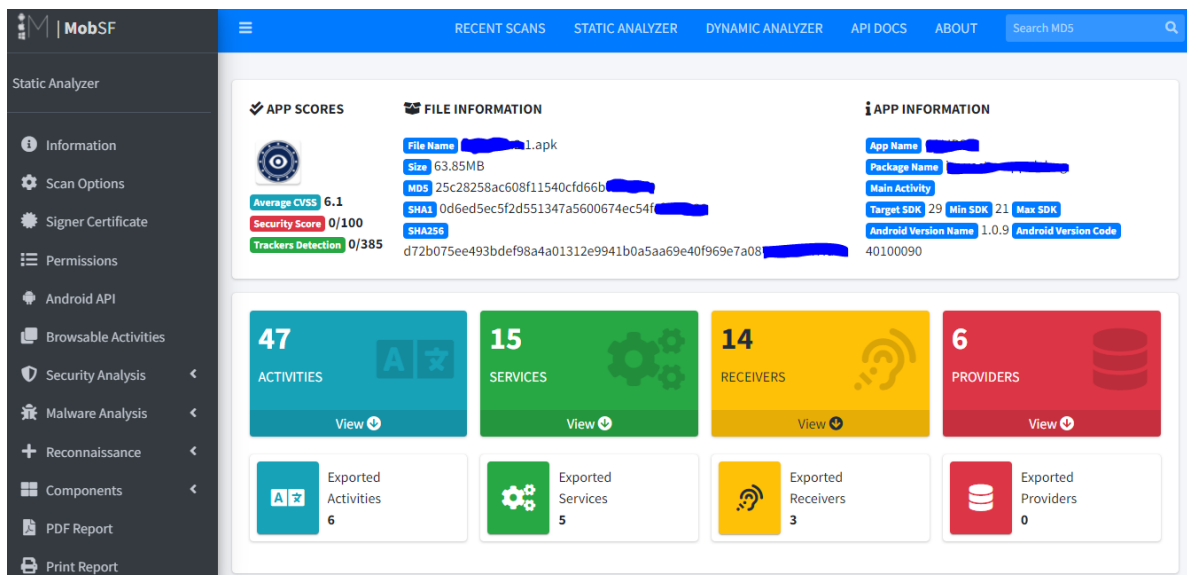 M | MobSF
RECENT SCANS STATIC ANALYZER DYNAMIC ANALYZER API DOCS ABOUT Search MD5
Static Analyzer
Information
Scan Options
Signer Certificate
Permissions
Android API
Browsable Activities
Security Analysis
Malware Analysis
Reconnaissance
Components
PDF Report
Print Report
APP SCORES
Average CVSS 6.1
Security Score 0/100
Trackers Detection 0/385
FILE INFORMATION
File Name 1.apk
Size 63.85MB
MD5 25c28258ac608f11540cfd66b
SHA1 0d6ed5ec5f2d551347a5600674ec54f
SHA256
d72b075ee493bdef98a4a01312e9941b0a5aa69e40f969e7a08
APP INFORMATION
App Name
Package Name
Main Activity
Target SDK 29 Min SDK 21 Max SDK
Android Version Name 1.0.9 Android Version Code
40100090
47
ACTIVITIES
View
15
SERVICES
View
14
RECEIVERS
View
6
PROVIDERS
View
Exported
Activities
6
Exported
Services
5
Exported
Receivers
3
Exported
Providers
0